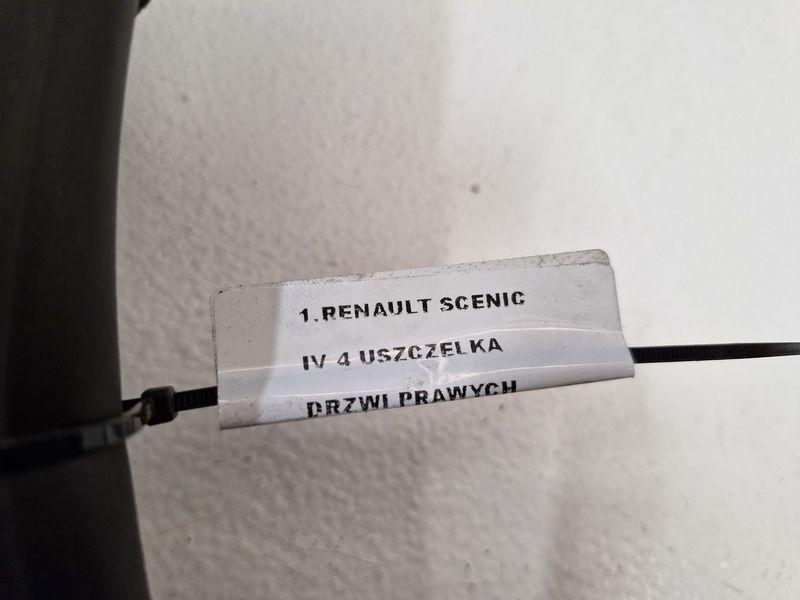 1.RENAULT SCENIC
IV 4 USZCZELKA
DRZWI PRAWYCH